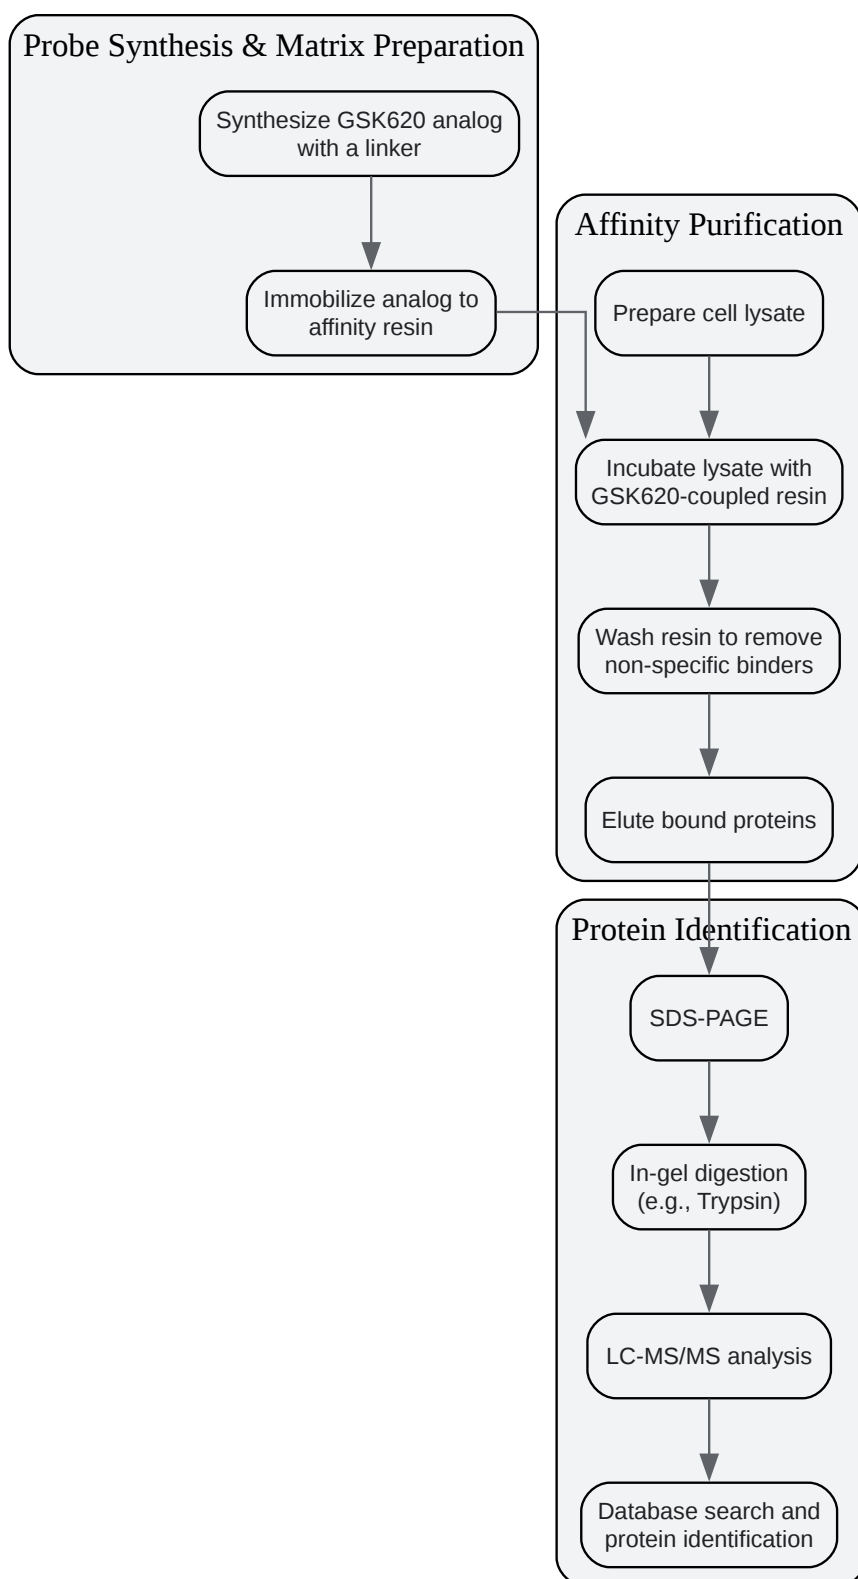 Probe Synthesis & Matrix Preparation
Synthesize GSK620 analog
with a linker
Immobilize analog to
affinity resin
Affinity Purification
Prepare cell lysate
Incubate lysate with
GSK620-coupled resin
Wash resin to remove
non-specific binders
Elute bound proteins
Protein Identification
SDS-PAGE
In-gel digestion
(e.g., Trypsin)
LC-MS/MS analysis
Database search and
protein identification